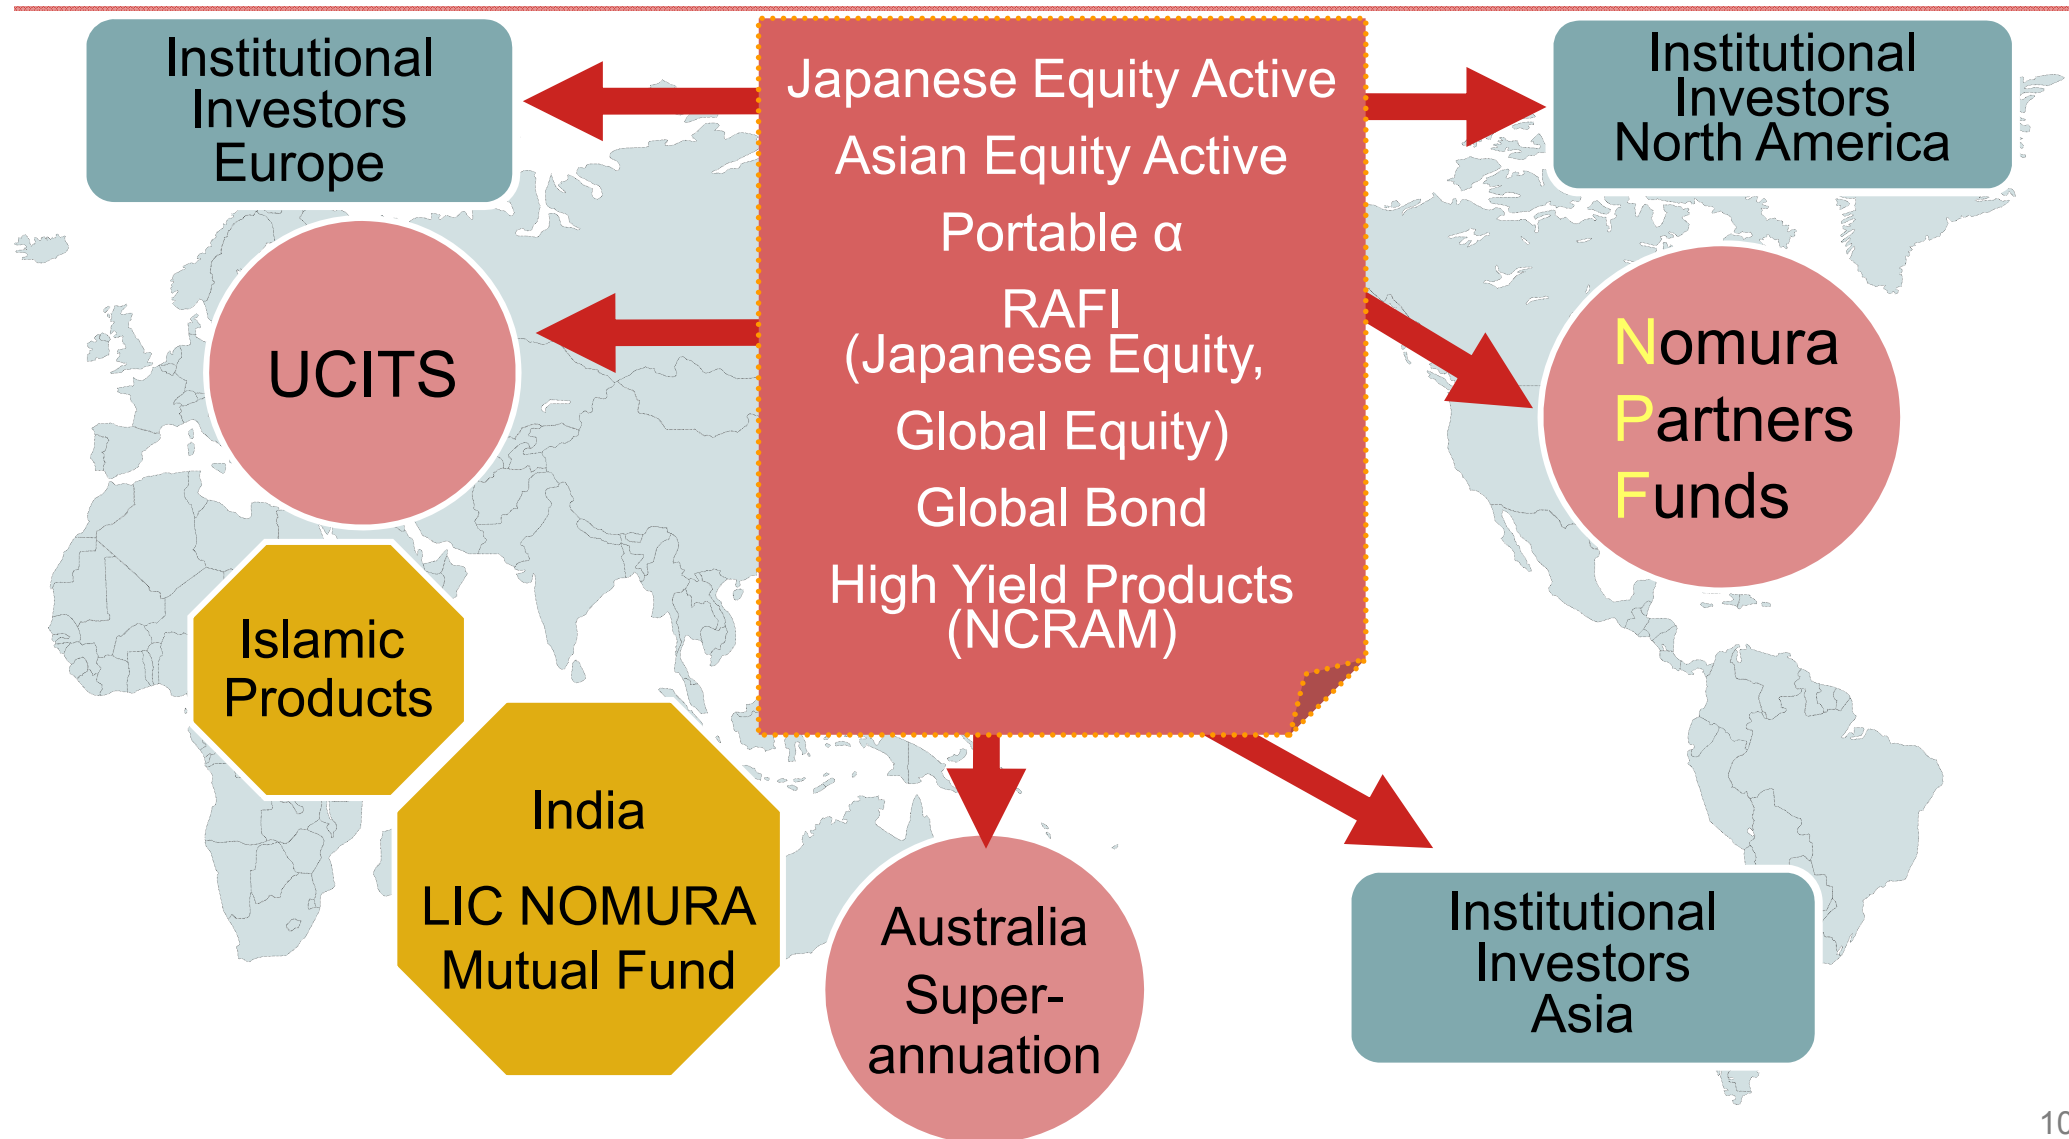 Institutional
Investors
Europe
Japanese Equity Active
Asian Equity Active
Portable α
RAFI
(Japanese Equity,
Global Equity)
Global Bond
High Yield Products
(NCRAM)
Institutional
Investors
North America
UCITS
Nomura
Partners
Funds
Islamic
Products
India
LIC NOMURA
Mutual Fund
Australia
Super-
annuation
Institutional
Investors
Asia
10